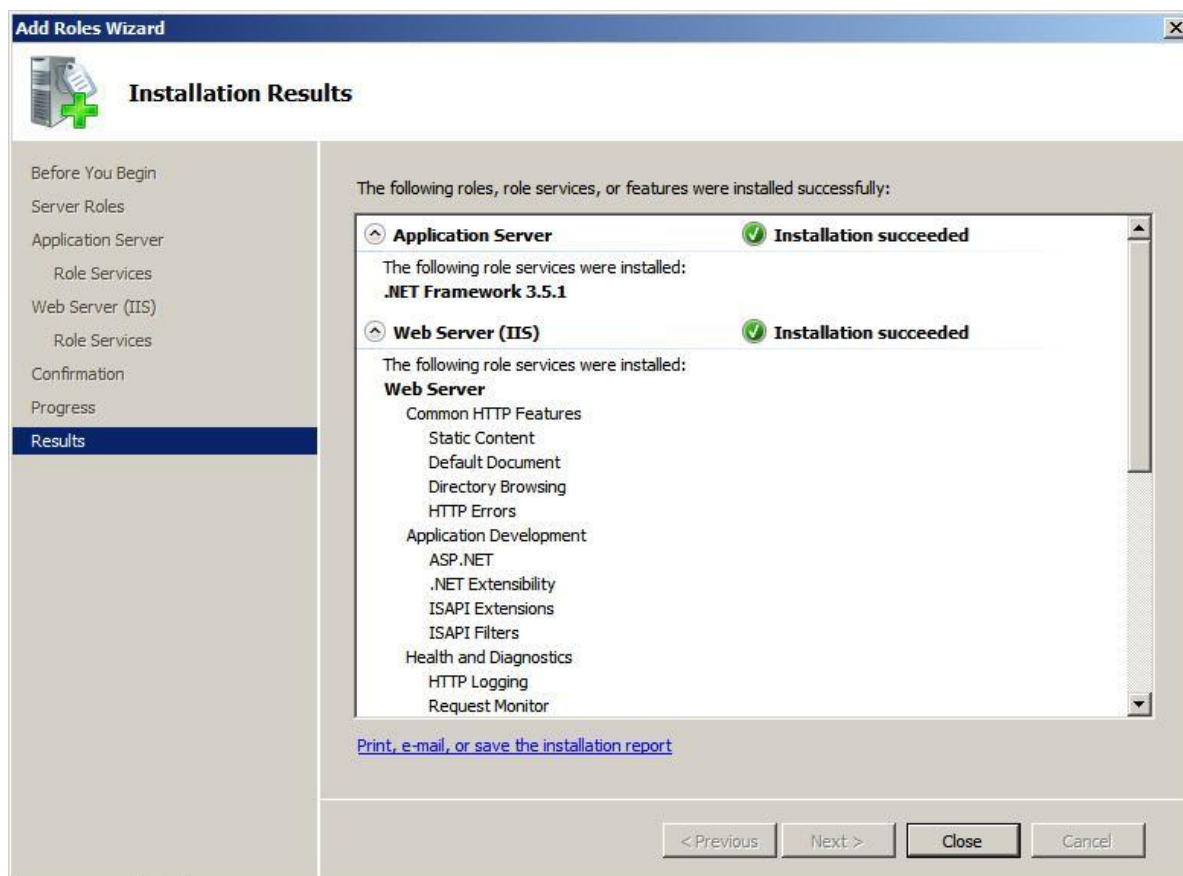 Add Roles Wizard
Installation Results
Before You Begin
Server Roles
Application Server
Role Services
Web Server (IIS)
Role Services
Confirmation
Progress
Results
The following roles, role services, or features were installed successfully:
Application Server Installation succeeded
The following role services were installed:
.NET Framework 3.5.1
Web Server (IIS) Installation succeeded
The following role services were installed:
Web Server
Common HTTP Features
Static Content
Default Document
Directory Browsing
HTTP Errors
Application Development
ASP.NET
.NET Extensibility
ISAPI Extensions
ISAPI Filters
Health and Diagnostics
HTTP Logging
Request Monitor
Print, e-mail, or save the installation report
< Previous Next > Close Cancel